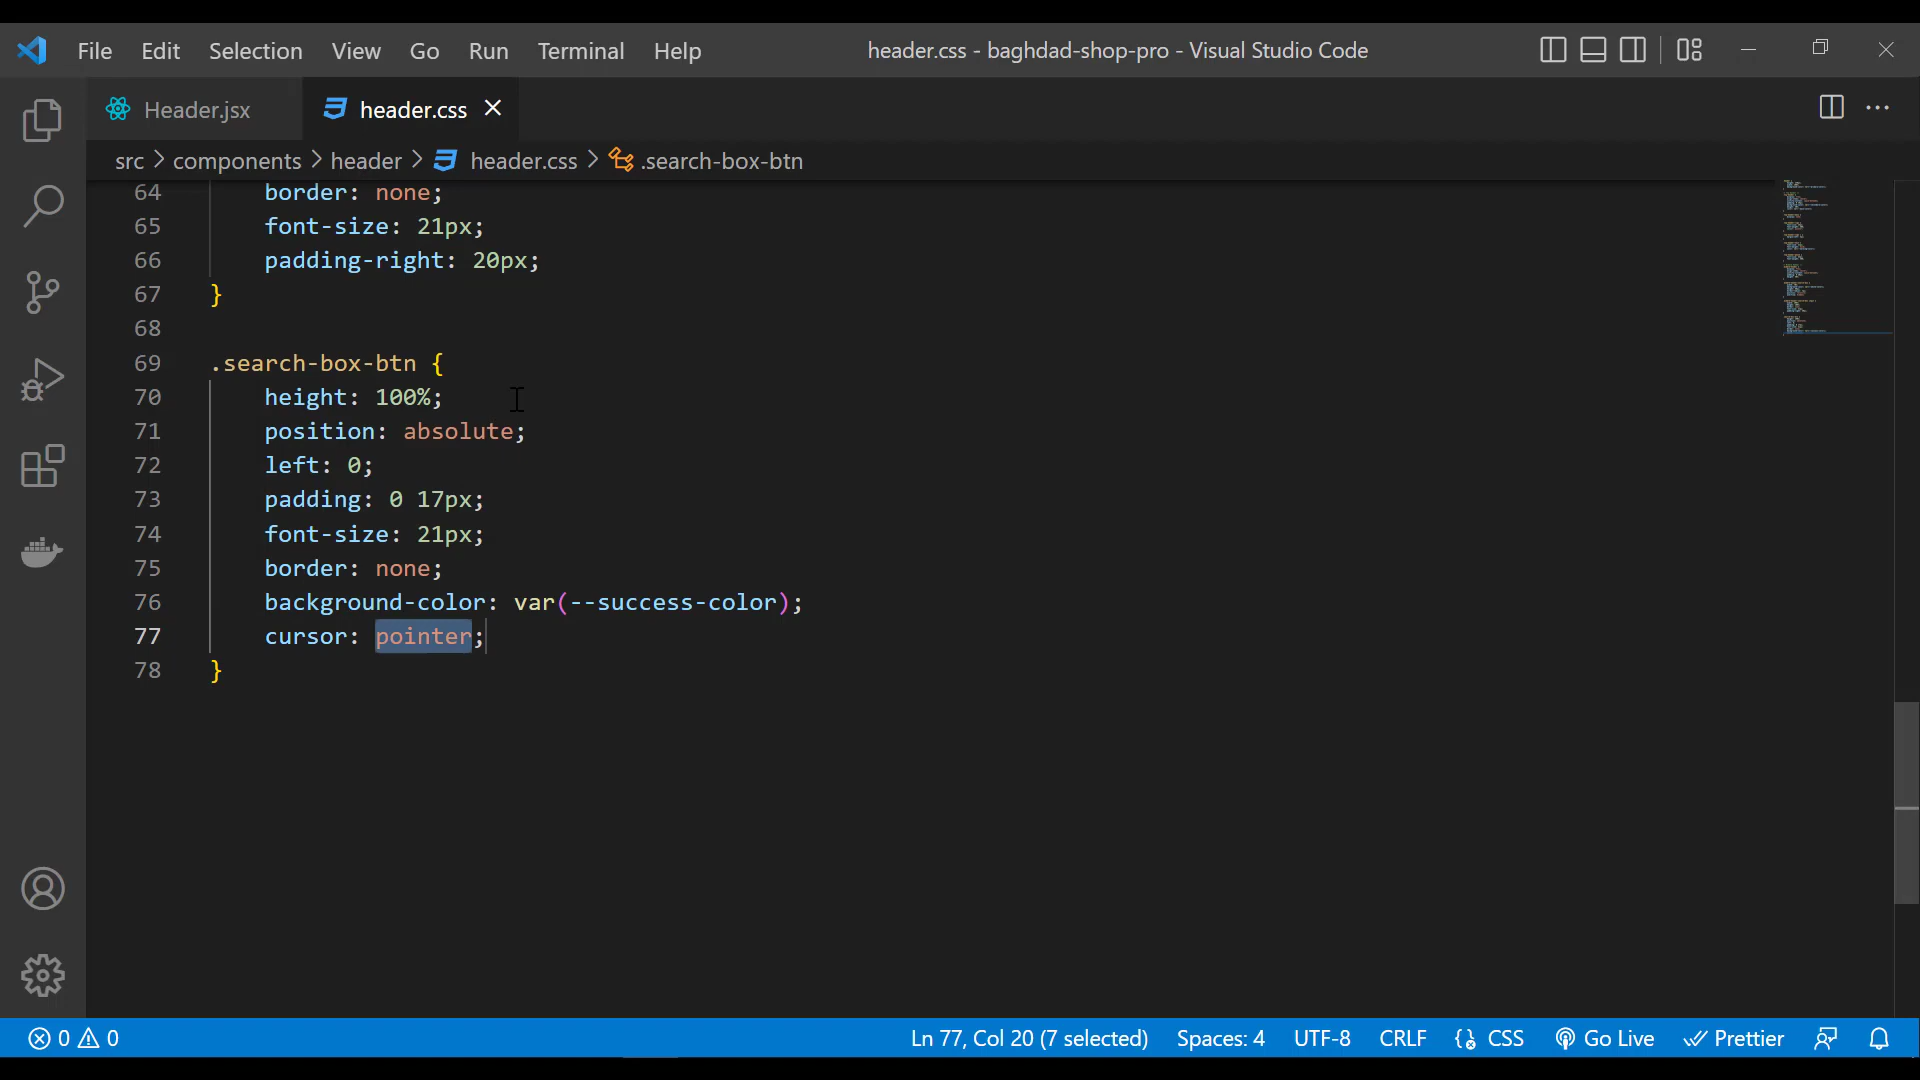 File Edit Selection View Go Run Terminal Help header.css - baghdad-shop-pro - Visual Studio Code
Header.jsx header.css
src > components > header > header.css > .search-box-btn
64 border: none;
65 font-size: 21px;
66 padding-right: 20px;
67 }
68
69 .search-box-btn {
70 height: 100%;
71 position: absolute;
72 left: 0;
73 padding: 0 17px;
74 font-size: 21px;
75 border: none;
76 background-color: var(--success-color);
77 cursor: pointer;
78 }
0 0 Ln 77, Col 20 (7 selected) Spaces: 4 UTF-8 CRLF CSS Go Live Prettier